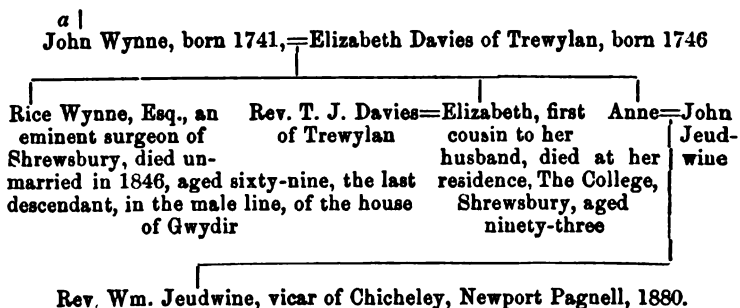 a
John Wynne, born 1741,=Elizabeth Davies of Trewylan, born 1746
Rice Wynne, Esq., an
eminent surgeon of
Shrewsbury, died un-
married in 1846, aged sixty-nine, the last
descendant, in the male line, of the house
of Gwydir
Rev. T. J. Davies=Elizabeth, first
of Trewylan
cousin to her
husband, died at her
residence, The College,
Shrewsbury, aged
ninety-three
Anne=John
Jeud-
wine
Rev. Wm. Jeudwine, vicar of Chicheley, Newport Pagnell, 1880.